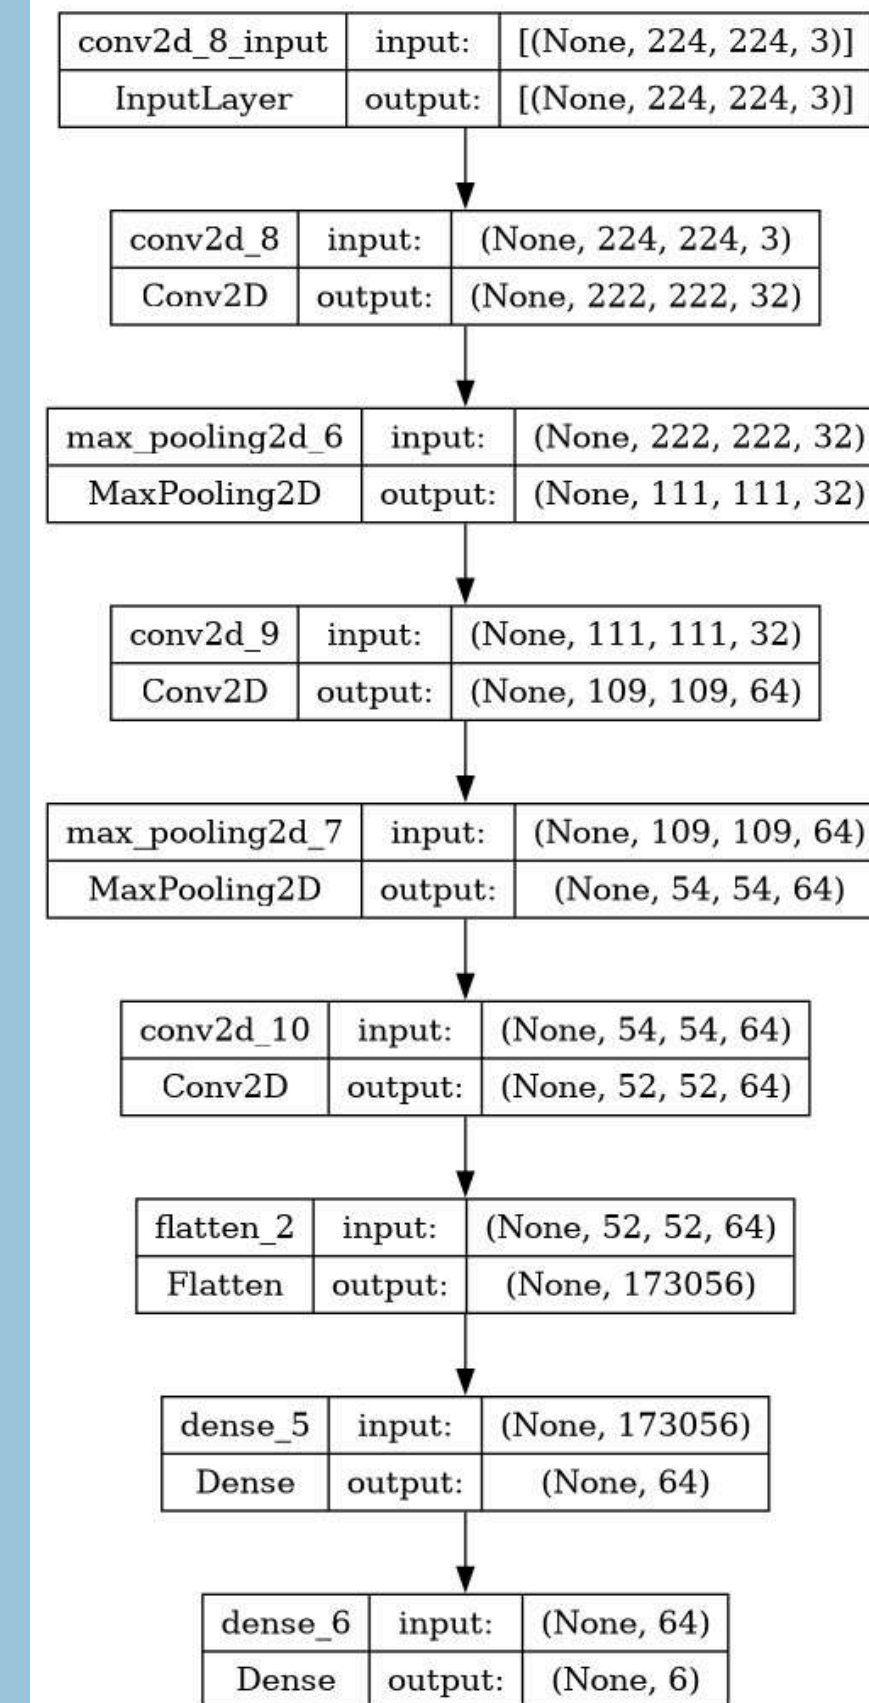 conv2d_8_input input: [(None, 224, 224, 3)]
InputLayer output: [(None, 224, 224, 3)]
conv2d_8 input: (None, 224, 224, 3)
Conv2D output: (None, 222, 222, 32)
max_pooling2d_6 input: (None, 222, 222, 32)
MaxPooling2D output: (None, 111, 111, 32)
conv2d_9 input: (None, 111, 111, 32)
Conv2D output: (None, 109, 109, 64)
max_pooling2d_7 input: (None, 109, 109, 64)
MaxPooling2D output: (None, 54, 54, 64)
conv2d_10 input: (None, 54, 54, 64)
Conv2D output: (None, 52, 52, 64)
flatten_2 input: (None, 52, 52, 64)
Flatten output: (None, 173056)
dense_5 input: (None, 173056)
Dense output: (None, 64)
dense_6 input: (None, 64)
Dense output: (None, 6)